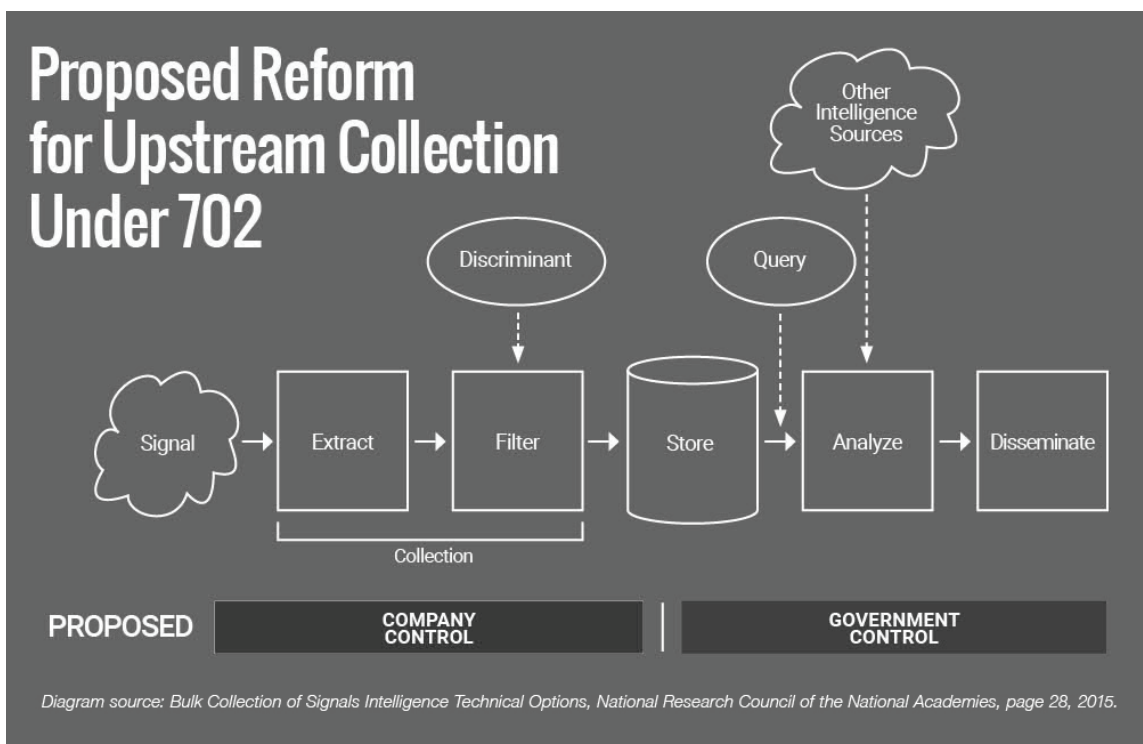 Proposed Reform
for Upstream Collection
Under 702
Other
Intelligence
Sources
Discriminant
Query
Signal
Extract
Filter
Store
Analyze
Disseminate
Collection
PROPOSED
COMPANY
CONTROL
GOVERNMENT
CONTROL
Diagram source: Bulk Collection of Signals Intelligence Technical Options, National Research Council of the National Academies, page 28, 2015.